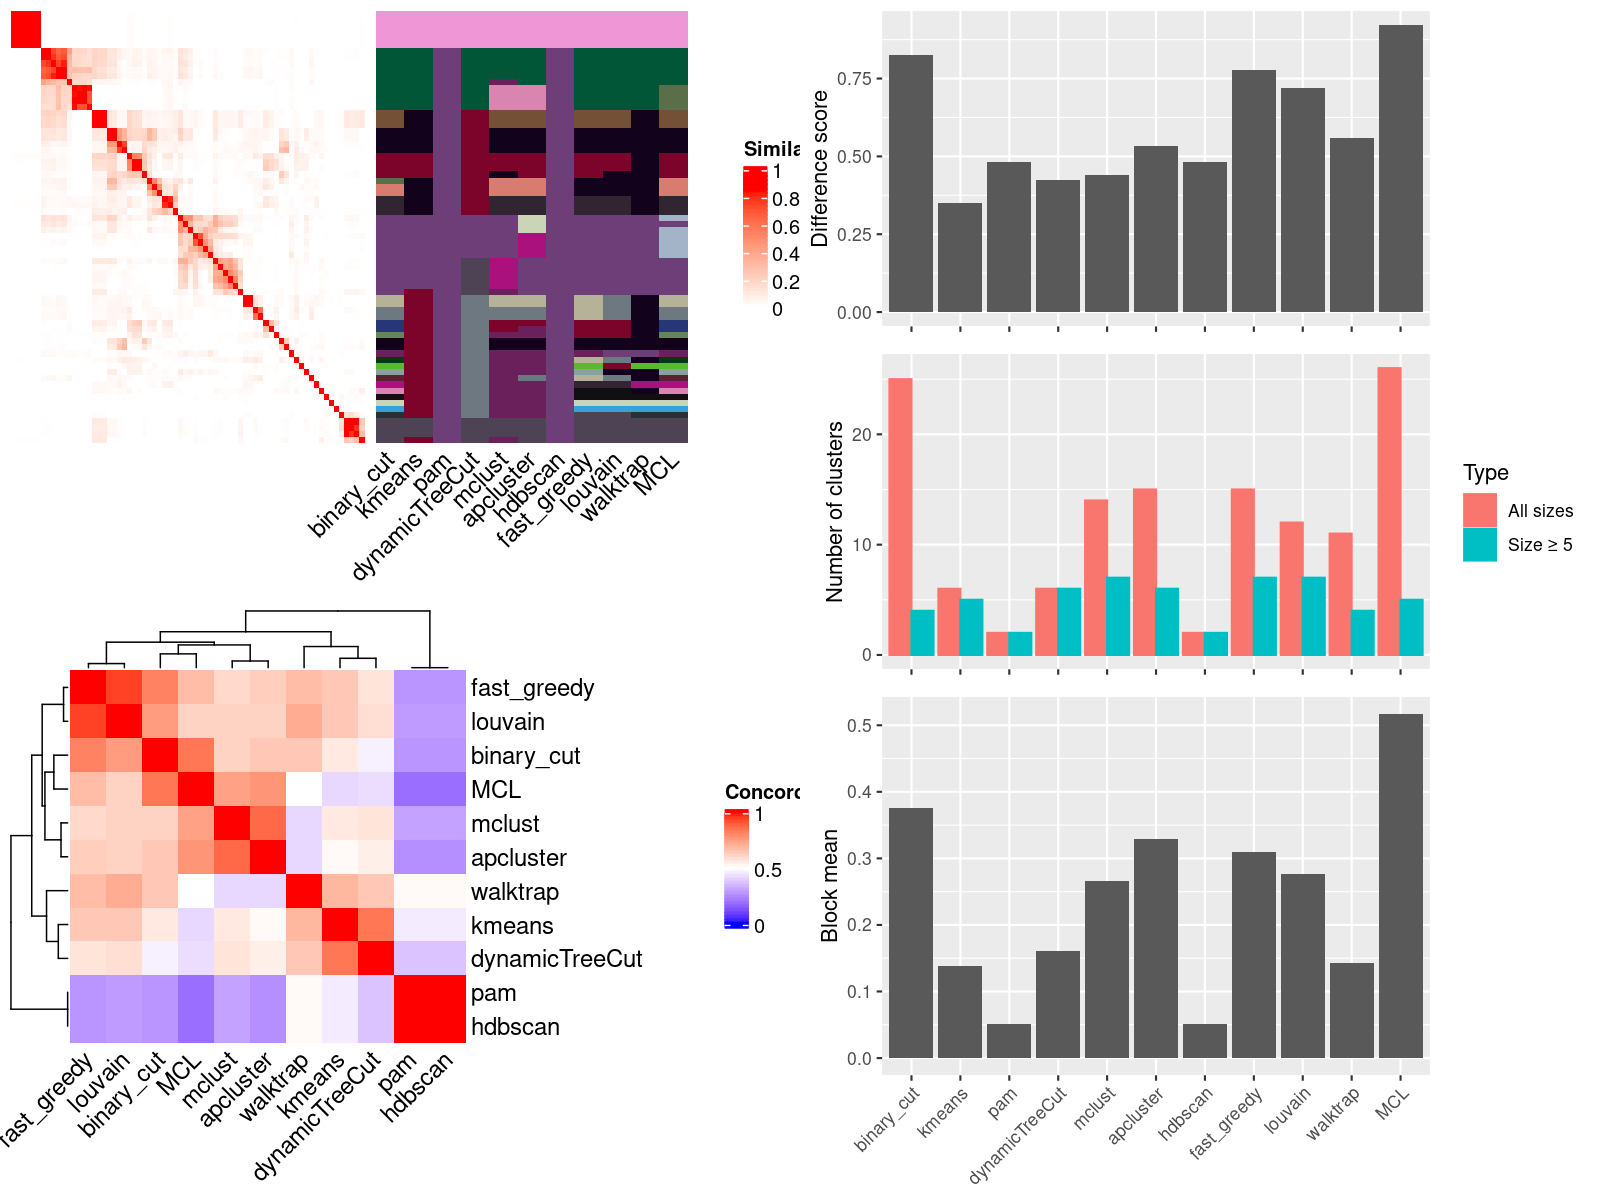 Simila
1
0.8
0.6
0.4
0.2
0
binary_cut
kmeans
pam
dynamicTreeCut
mclust
apcluster
hdbscan
fast_greedy
louvain
walktrap
MCL
fast_greedy
louvain
binary_cut
MCL
mclust
apcluster
walktrap
kmeans
dynamicTreeCut
pam
hdbscan
Concord
1
0.5
0
fast_greedy
louvain
binary_cut
MCL
mclust
apcluster
walktrap
kmeans
dynamicTreeCut
pam
hdbscan
Difference score
0.75
0.50
0.25
0.00
Number of clusters
20
10
0
Type
All sizes
Size ≥ 5
Block mean
0.5
0.4
0.3
0.2
0.1
0.0
binary_cut
kmeans
pam
dynamicTreeCut
mclust
apcluster
hdbscan
fast_greedy
louvain
walktrap
MCL